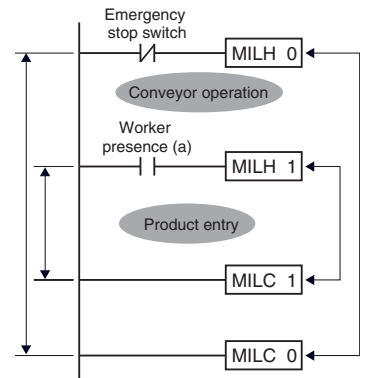 Emergency
stop switch
MILH 0
Conveyor operation
Worker
presence (a)
MILH 1
Product entry
MILC 1
MILC 0